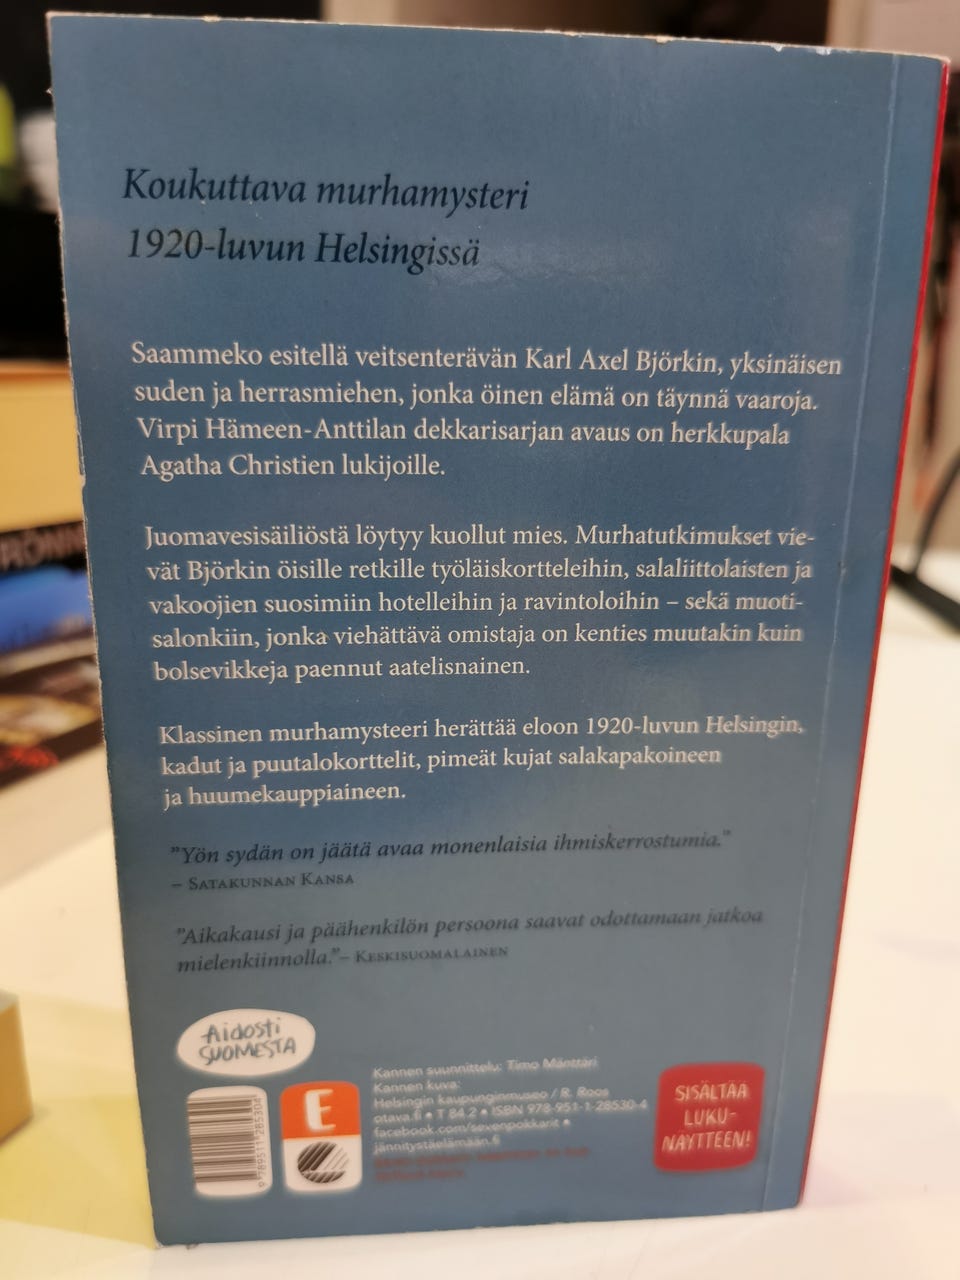 Koukuttava murhamysteri
1920-luvun Helsingissä
Saammeko esitellä veitsenterävän Karl Axel Björkin, yksinäisen
suden ja herrasmiehen, jonka öinen elämä on täynnä vaaroja.
Virpi Hämeen-Anttilan dekkarisarjan avaus on herkkupala
Agatha Christien lukijoille.
Juomavesisäiliöstä löytyy kuollut mies. Murhatutkimukset vie-
vät Björkin öisille retkille työläiskortteleihin, salaliittolaisten ja
vakoojien suosimiin hotelleihin ja ravintoloihin – sekä muoti-
salonkiin, jonka viehättävä omistaja on kenties muutakin kuin
bolsevikkeja paennut aatelisnainen.
Klassinen murhamysteeri herättää eloon 1920-luvun Helsingin,
kadut ja puutalokorttelit, pimeät kujat salakapakoineen
ja huumekauppiaineen.
”Yön sydän on jäätä avaa monenlaisia ihmiskerrostumia.”
– SATAKUNNAN KANSA
”Aikakausi ja päähenkilön persoona saavat odottamaan jatkoa
mielenkiinnolla.”– KESKISUOMALAINEN
Aidosti
SUOMESTA
Kannen suunnittelu: Timo Mänttäri
Kannen kuva:
Helsingin kaupunginmuseo / R. Roos
otava.fi • T 84.2 • ISBN 978-951-1-28530-4
facebook.com/sevenpokkarit •
jännitystäelämään.fi
E
9 789511 285304
SISÄLTÄÄ
LUKU-
NÄYTTEEN!